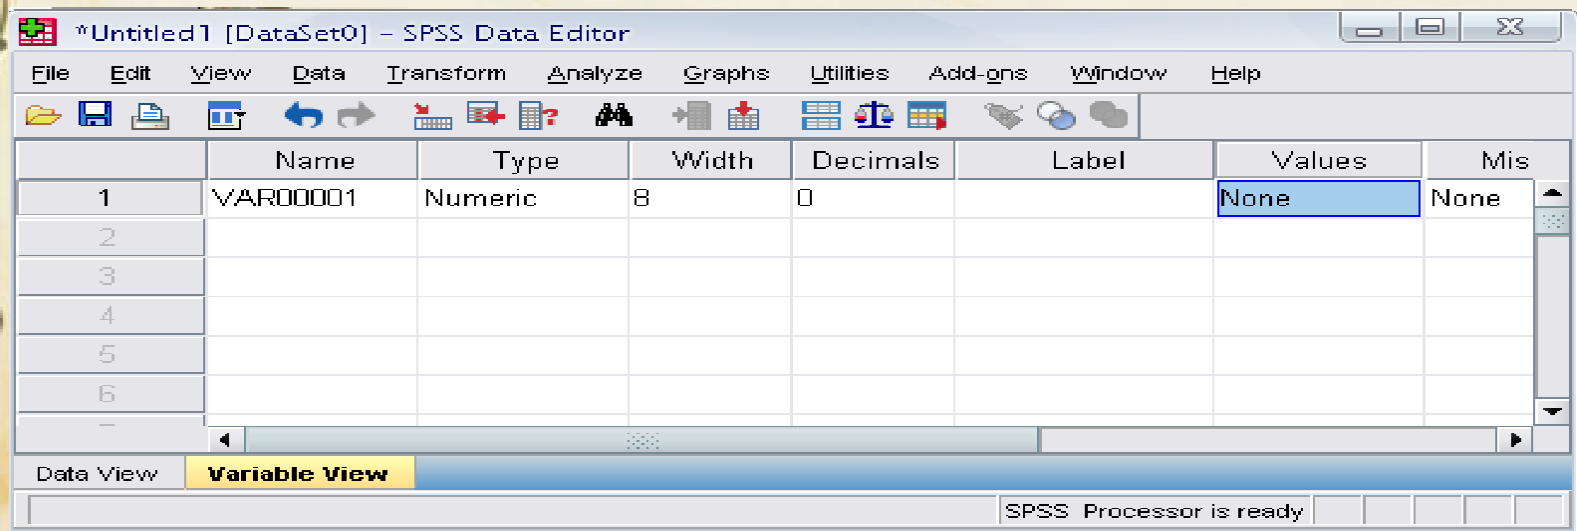 *Untitled1 [DataSet0] - SPSS Data Editor
File Edit View Data Transform Analyze Graphs Utilities Add-ons Window Help
Name Type Width Decimals Label Values Mis
1 VAR00001 Numeric 8 0 None None
2
3
4
5
6
Data View Variable View
SPSS Processor is ready